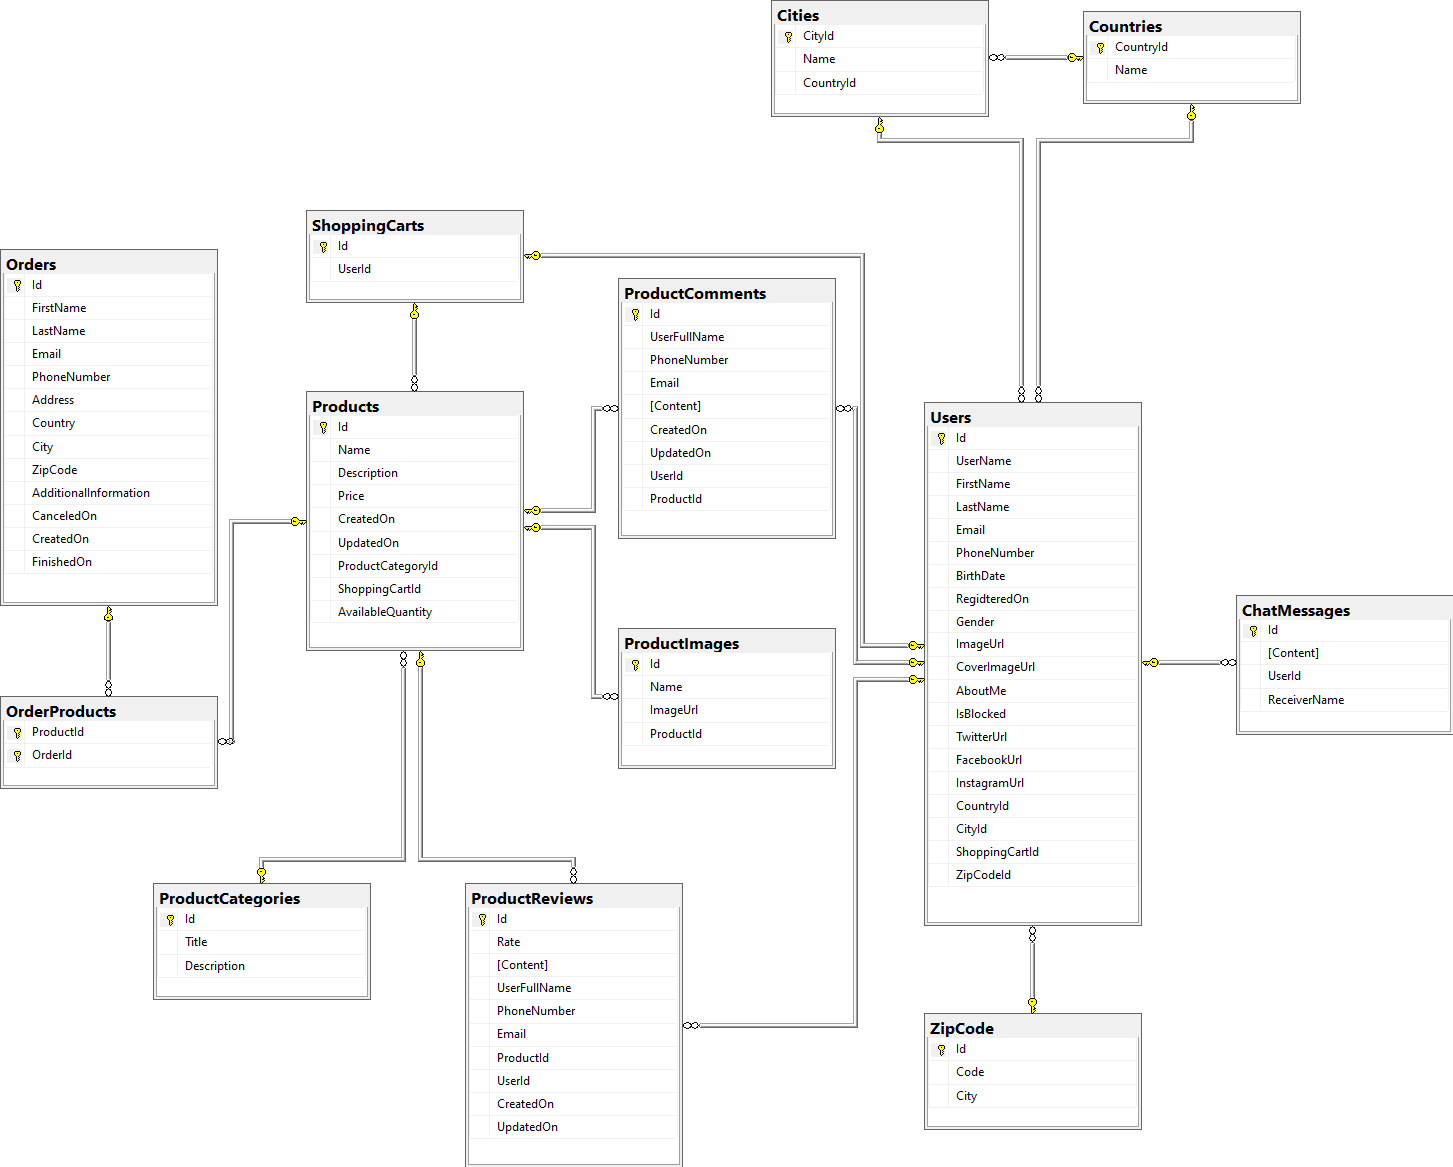 Cities
CityId
Name
CountryId
Countries
CountryId
Name
ShoppingCarts
Id
UserId
Orders
Id
FirstName
LastName
Email
PhoneNumber
Address
Country
City
ZipCode
AdditionalInformation
CanceledOn
CreatedOn
FinishedOn
ProductComments
Id
UserFullName
PhoneNumber
Email
[Content]
CreatedOn
UpdatedOn
UserId
ProductId
Products
Id
Name
Description
Price
CreatedOn
UpdatedOn
ProductCategoryId
ShoppingCartId
AvailableQuantity
Users
Id
UserName
FirstName
LastName
Email
PhoneNumber
BirthDate
RegidteredOn
Gender
ImageUrl
CoverImageUrl
AboutMe
IsBlocked
TwitterUrl
FacebookUrl
InstagramUrl
CountryId
CityId
ShoppingCartId
ZipCodeId
ChatMessages
Id
[Content]
UserId
ReceiverName
ProductImages
Id
Name
ImageUrl
ProductId
OrderProducts
ProductId
OrderId
ProductCategories
Id
Title
Description
ProductReviews
Id
Rate
[Content]
UserFullName
PhoneNumber
Email
ProductId
UserId
CreatedOn
UpdatedOn
ZipCode
Id
Code
City